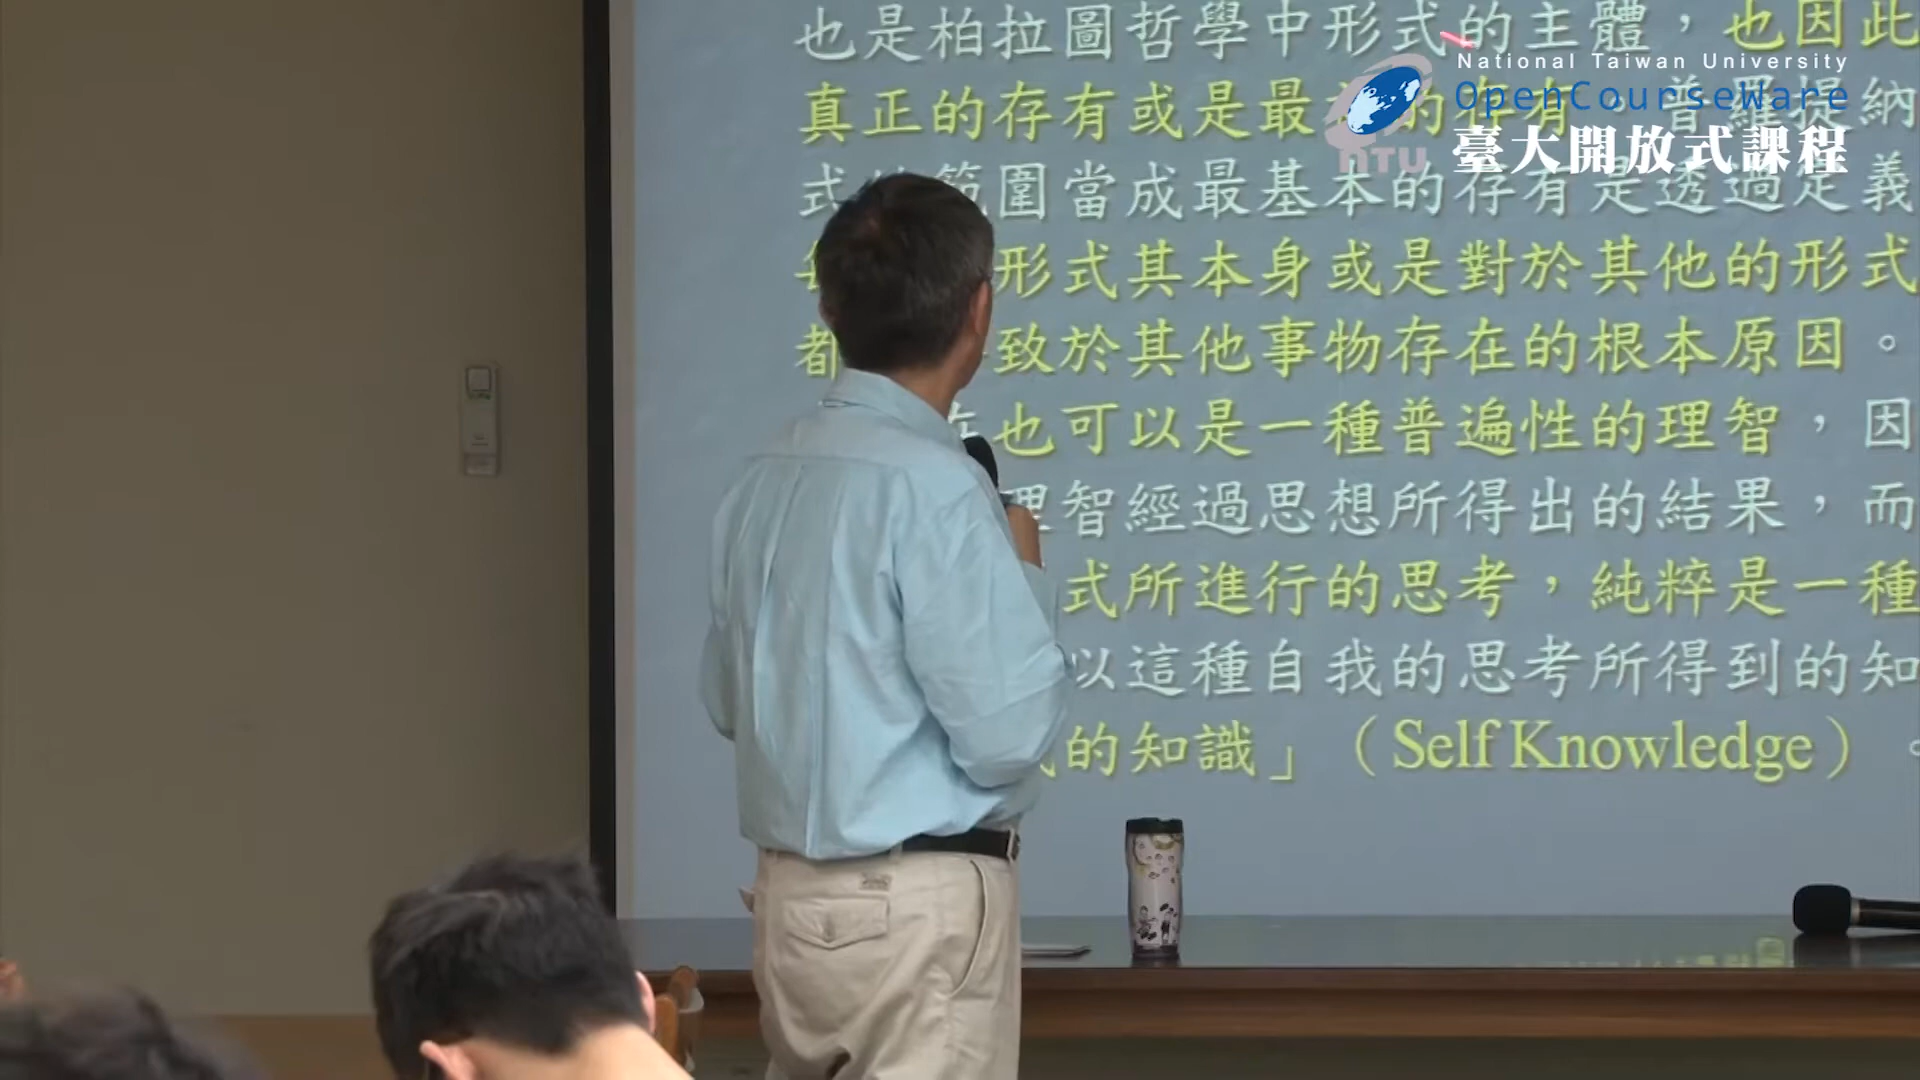 也是柏拉圖哲學中形式的主體，也因此
National Taiwan University
OpenCourseWare
臺大開放式課程
NTU
真正的存有或是最的存有。普羅提納
式範圍當成最基本的存有是透過定義
形式其本身或是對於其他的形式
都致於其他事物存在的根本原因。
在也可以是一種普遍性的理智，因
理智經過思想所得出的結果，而
式所進行的思考，純粹是一種
以這種自我的思考所得到的知
的知識」（Self Knowledge）。